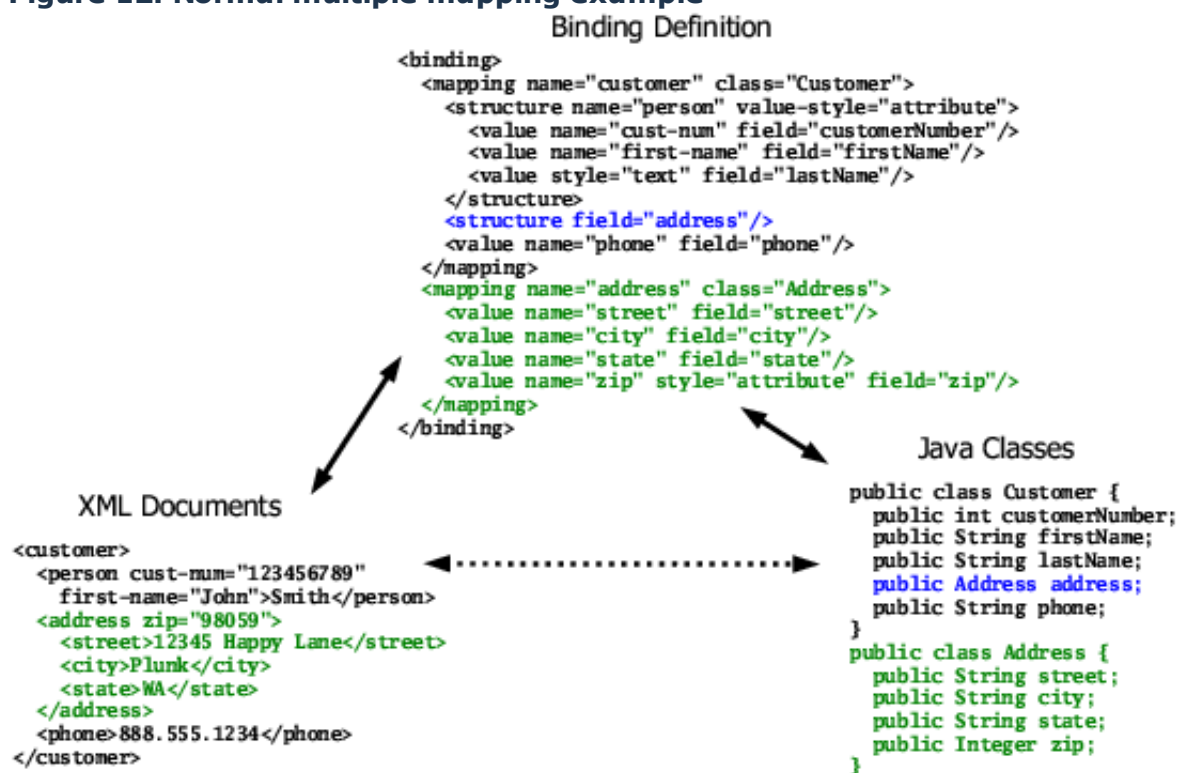 Figure 12. Normal multiple mapping example
Binding Definition
<binding>
  <mapping name="customer" class="Customer">
    <structure name="person" value-style="attribute">
      <value name="cust-num" field="customerNumber"/>
      <value name="first-name" field="firstName"/>
      <value style="text" field="lastName"/>
    </structure>
    <structure field="address"/>
    <value name="phone" field="phone"/>
  </mapping>
  <mapping name="address" class="Address">
    <value name="street" field="street"/>
    <value name="city" field="city"/>
    <value name="state" field="state"/>
    <value name="zip" style="attribute" field="zip"/>
  </mapping>
</binding>
XML Documents
<customer>
  <person cust-num="123456789"
    first-name="John">Smith</person>
  <address zip="98059">
    <street>12345 Happy Lane</street>
    <city>Plunk</city>
    <state>WA</state>
  </address>
  <phone>888.555.1234</phone>
</customer>
Java Classes
public class Customer {
  public int customerNumber;
  public String firstName;
  public String lastName;
  public Address address;
  public String phone;
}
public class Address {
  public String street;
  public String city;
  public String state;
  public Integer zip;
}